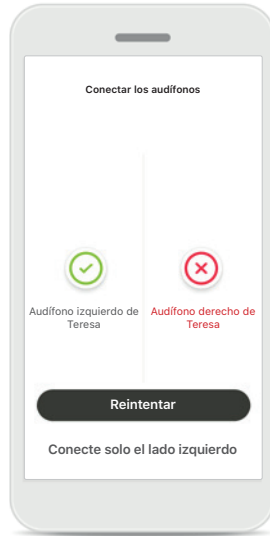 Conectar los audífonos
Audífono izquierdo de
Teresa
Audífono derecho de
Teresa
Reintentar
Conecte solo el lado izquierdo